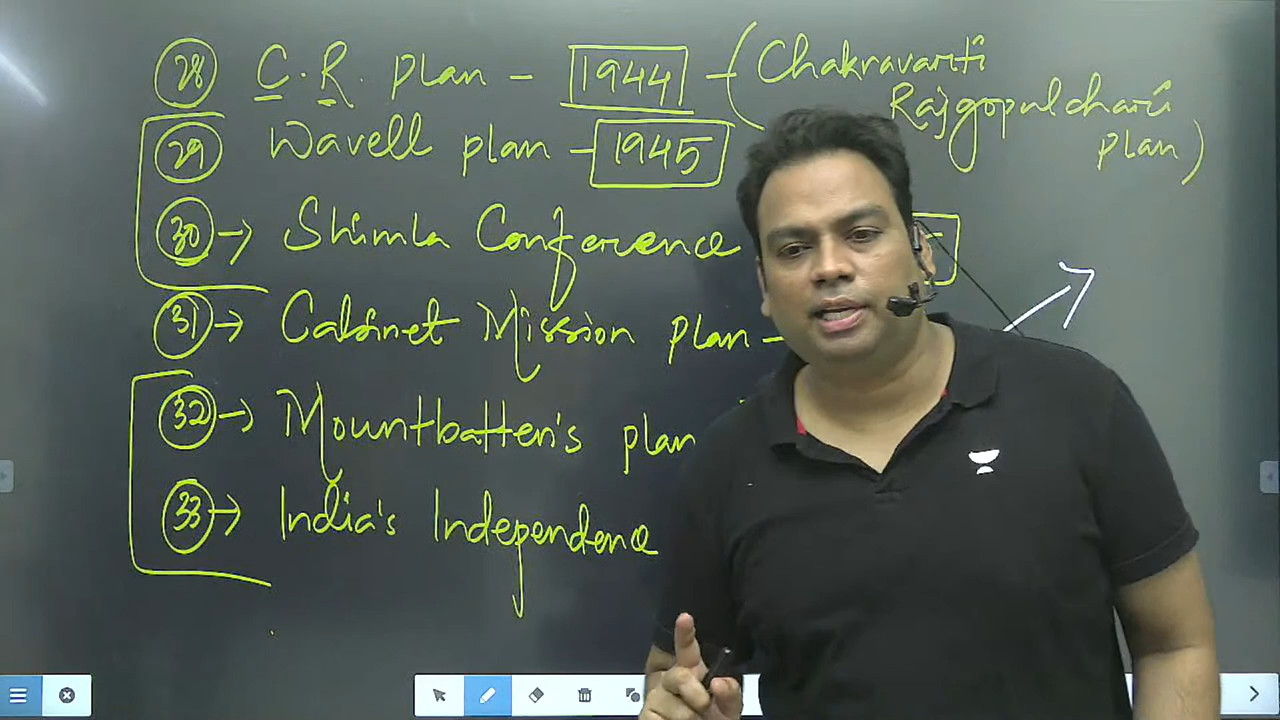 28 C.R. plan - 1944 - (Chakravarti
Rajgopulchari
plan)
29 Wavell plan - 1945
30 → Shimla Conference
31 → Cabinet Mission plan -
32 → Mountbatten's plan
33 → India's Independence